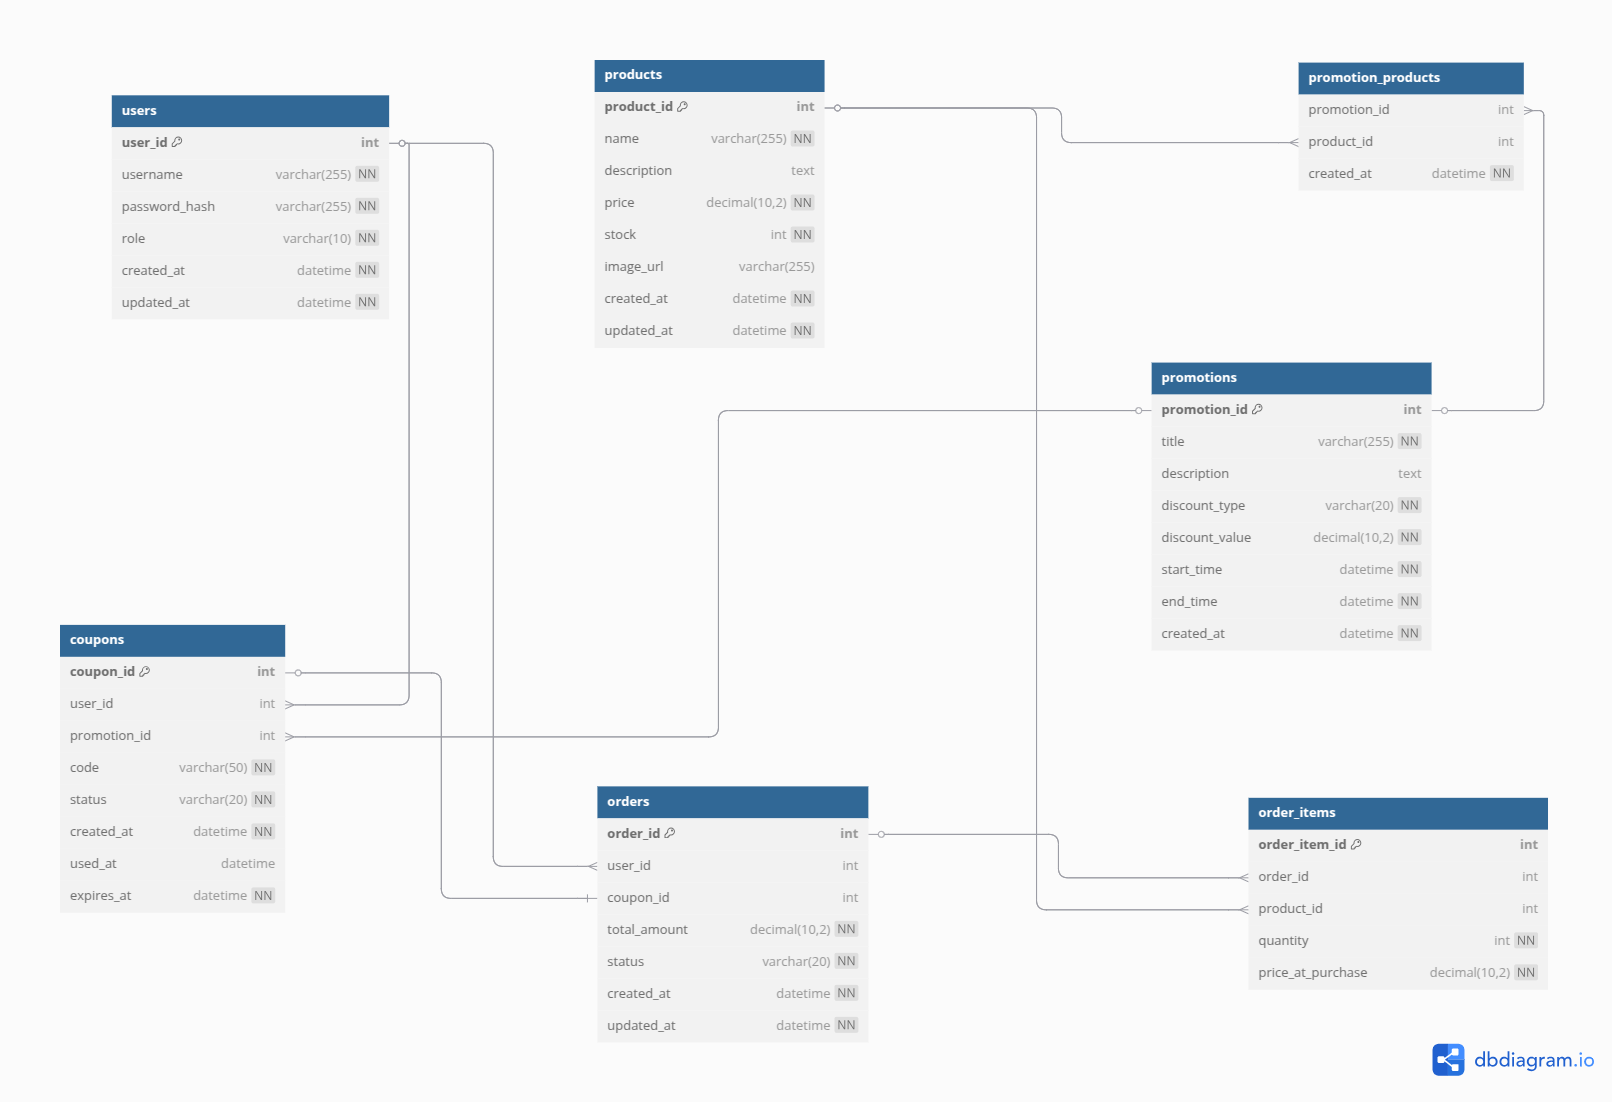 users
user_id int
username varchar(255) NN
password_hash varchar(255) NN
role varchar(10) NN
created_at datetime NN
updated_at datetime NN
products
product_id int
name varchar(255) NN
description text
price decimal(10,2) NN
stock int NN
image_url varchar(255)
created_at datetime NN
updated_at datetime NN
promotion_products
promotion_id int
product_id int
created_at datetime NN
promotions
promotion_id int
title varchar(255) NN
description text
discount_type varchar(20) NN
discount_value decimal(10,2) NN
start_time datetime NN
end_time datetime NN
created_at datetime NN
coupons
coupon_id int
user_id int
promotion_id int
code varchar(50) NN
status varchar(20) NN
created_at datetime NN
used_at datetime
expires_at datetime NN
orders
order_id int
user_id int
coupon_id int
total_amount decimal(10,2) NN
status varchar(20) NN
created_at datetime NN
updated_at datetime NN
order_items
order_item_id int
order_id int
product_id int
quantity int NN
price_at_purchase decimal(10,2) NN
dbdiagram.io